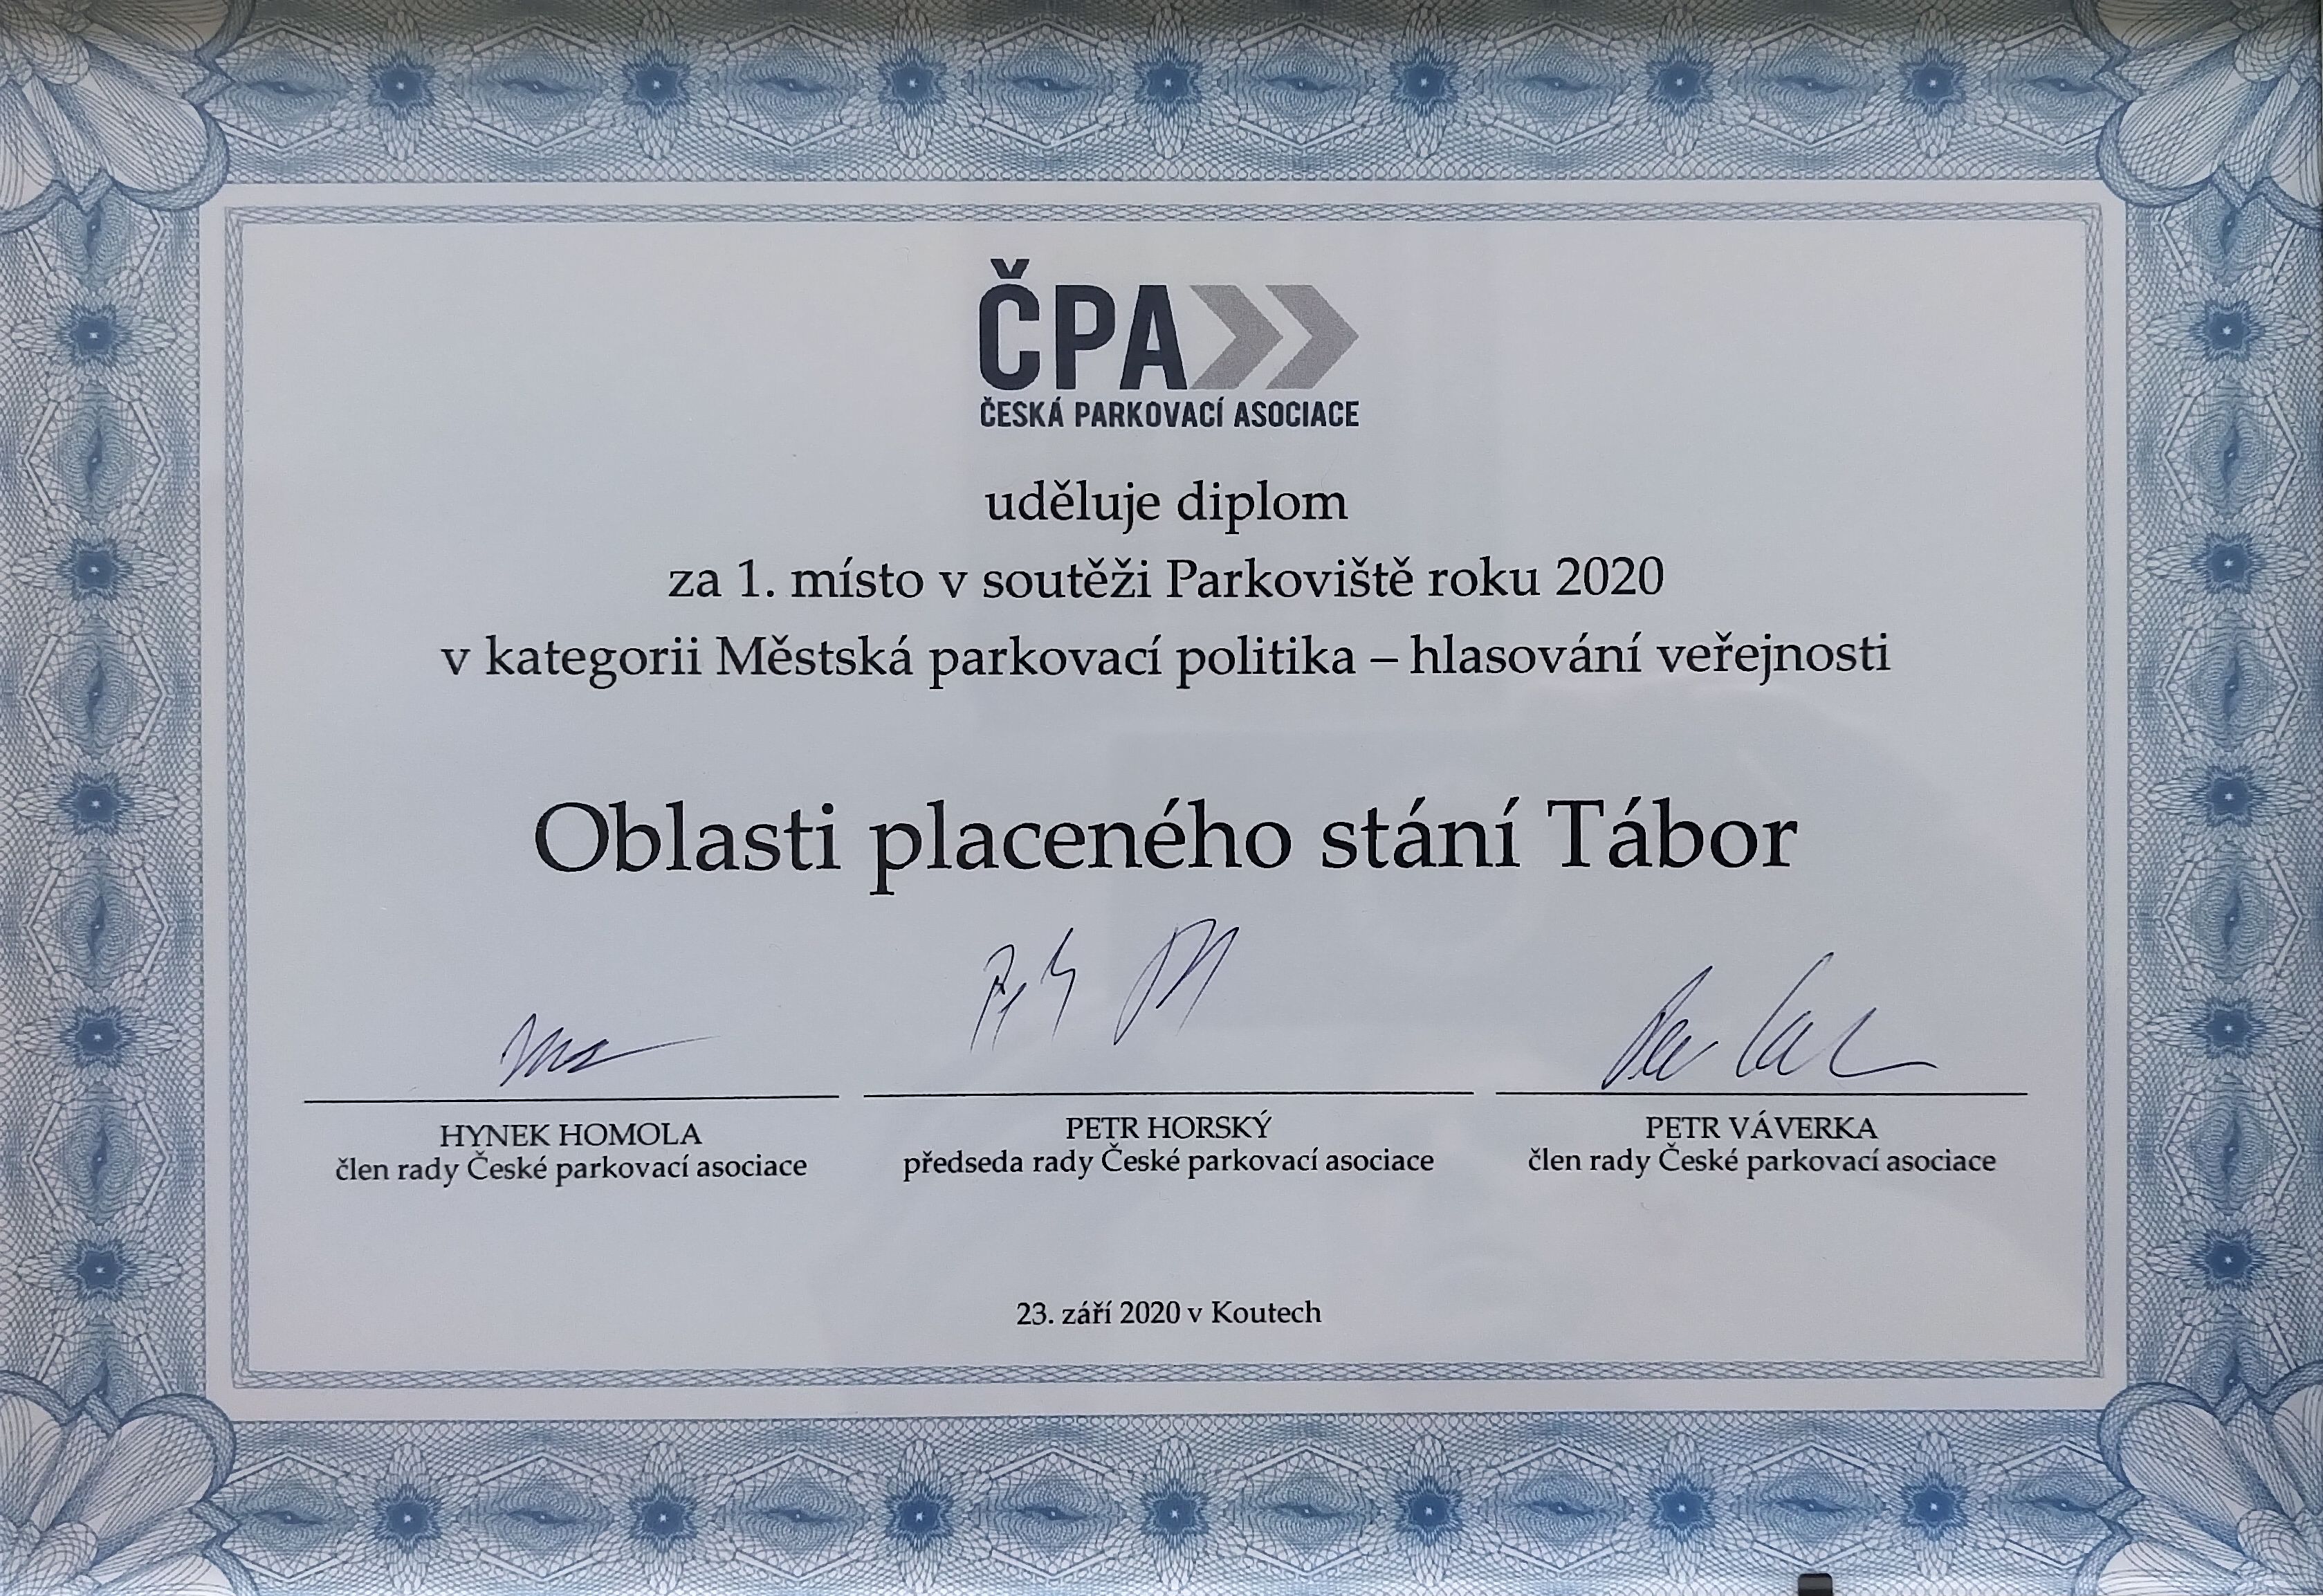 ČPA
ČESKÁ PARKOVACÍ ASOCIACE
uděluje diplom
za 1. místo v soutěži Parkoviště roku 2020
v kategorii Městská parkovací politika – hlasování veřejnosti
Oblasti placeného stání Tábor
HYNEK HOMOLA
člen rady České parkovací asociace
PETR HORSKÝ
předseda rady České parkovací asociace
PETR VÁVERKA
člen rady České parkovací asociace
23. září 2020 v Koutech